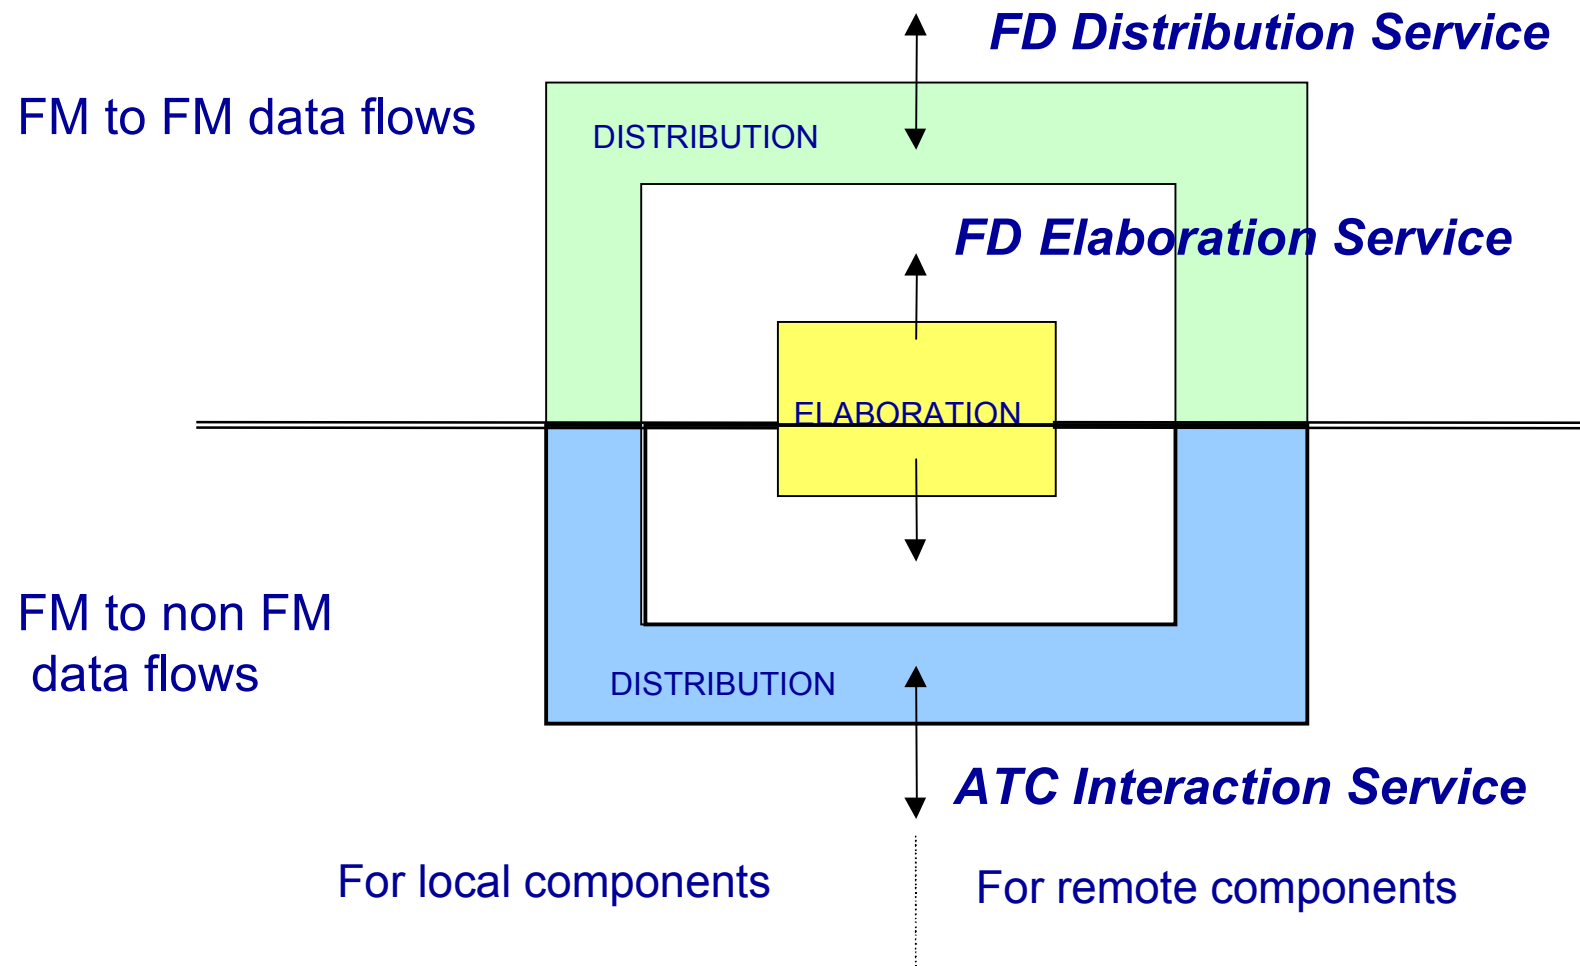 FD Distribution Service
FM to FM data flows
DISTRIBUTION
FD Elaboration Service
ELABORATION
FM to non FM
data flows
DISTRIBUTION
ATC Interaction Service
For local components
For remote components